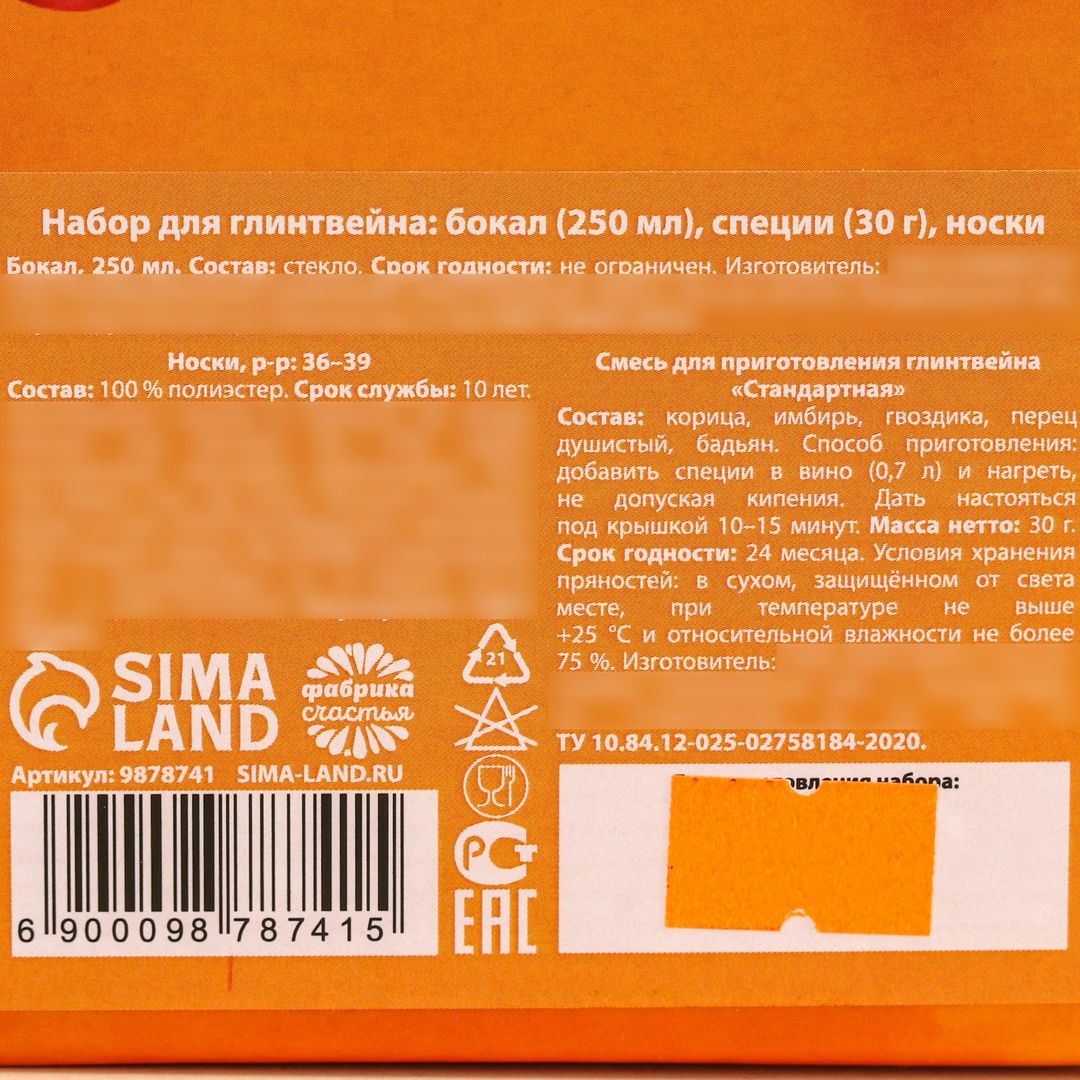 Набор для глинтвейна: бокал (250 мл), специи (30 г), носки
Бокал, 250 мл. Состав: стекло. Срок годности: не ограничен. Изготовитель:
Носки, р-р: 36–39
Состав: 100 % полиэстер. Срок службы: 10 лет.
Смесь для приготовления глинтвейна
«Стандартная»
Состав: корица, имбирь, гвоздика, перец
душистый, бадьян. Способ приготовления:
добавить специи в вино (0,7 л) и нагреть,
не допуская кипения. Дать настояться
под крышкой 10–15 минут. Масса нетто: 30 г.
Срок годности: 24 месяца. Условия хранения
пряностей: в сухом, защищённом от света
месте, при температуре не выше
+25 °C и относительной влажности не более
75 %. Изготовитель:
ТУ 10.84.12-025-02758184-2020.
SIMA
LAND
фабрика
счастья
Артикул: 9878741 SIMA-LAND.RU
6 900098 787415
21
РСТ
EAC
набора: